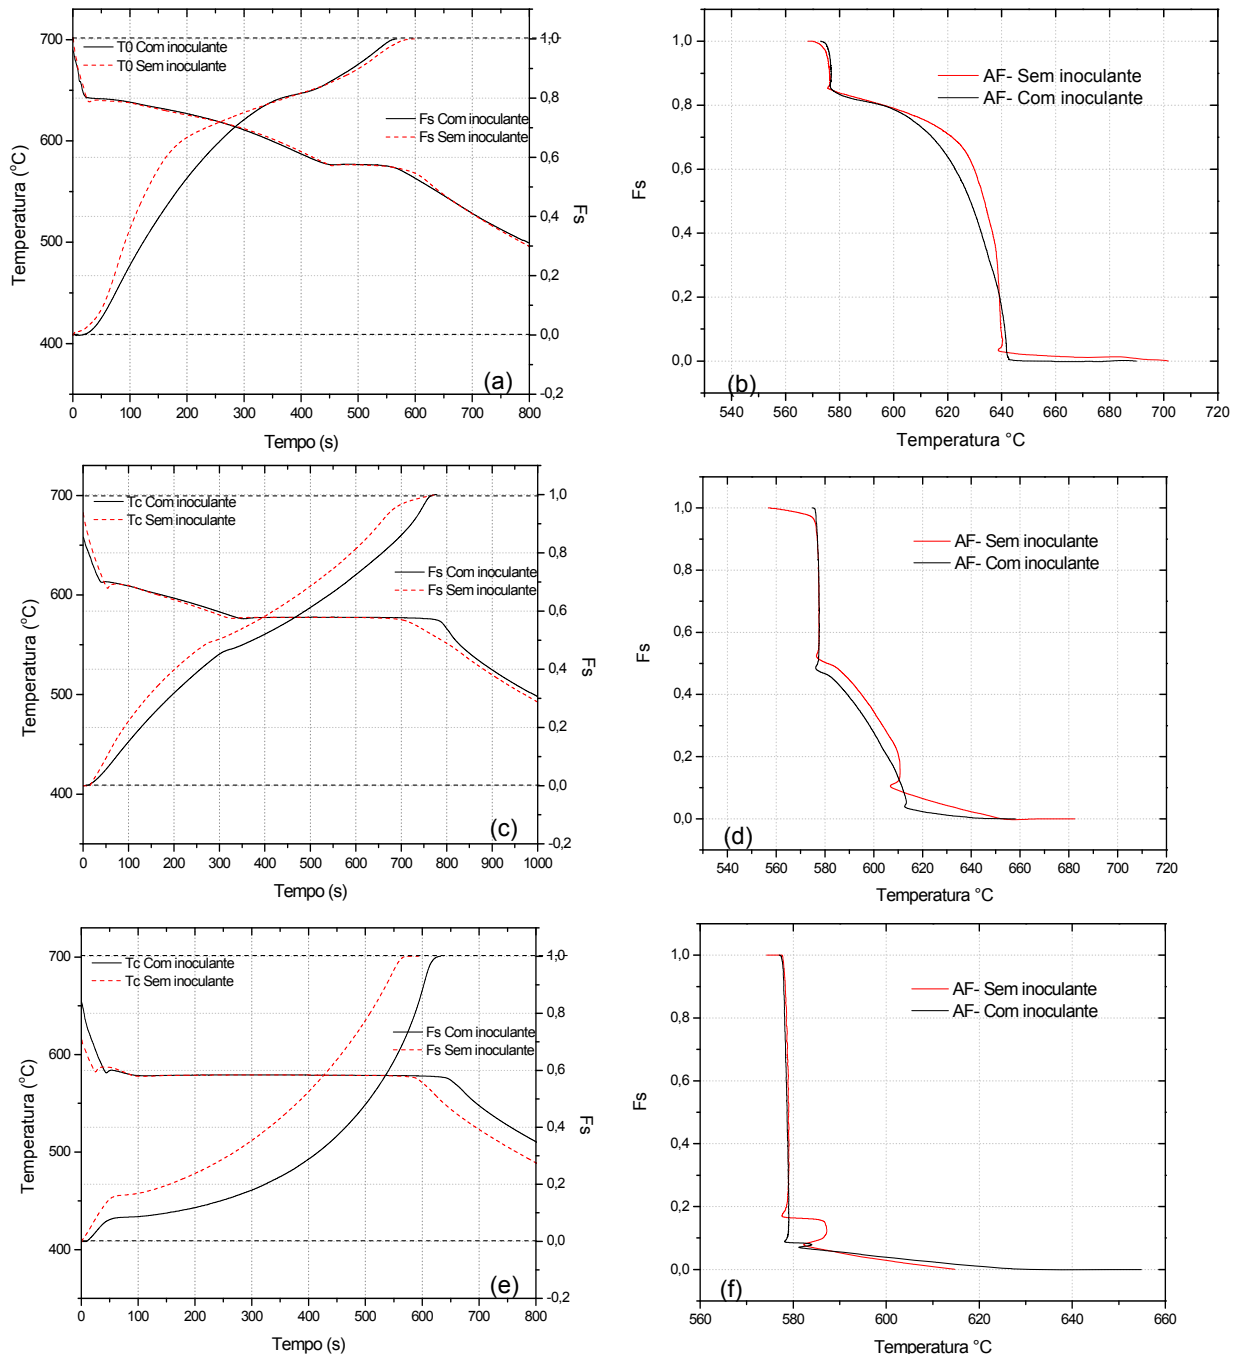 T0 Com inoculante
T0 Sem inoculante
Fs Com inoculante
Fs Sem inoculante
Temperatura (°C)
700
600
500
400
1,0
0,8
0,6
0,4
0,2
0,0
-0,2
Fs
(a)
0 100 200 300 400 500 600 700 800
Tempo (s)
AF- Sem inoculante
AF- Com inoculante
Fs
1,0
0,8
0,6
0,4
0,2
0,0
(b)
540 560 580 600 620 640 660 680 700 720
Temperatura °C
Tc Com inoculante
Tc Sem inoculante
Fs Com inoculante
Fs Sem inoculante
Temperatura (°C)
700
600
500
400
1,0
0,8
0,6
0,4
0,2
0,0
-0,2
Fs
(c)
0 100 200 300 400 500 600 700 800 900 1000
Tempo (s)
AF- Sem inoculante
AF- Com inoculante
Fs
1,0
0,8
0,6
0,4
0,2
0,0
(d)
540 560 580 600 620 640 660 680 700 720
Temperatura °C
Tc Com inoculante
Tc Sem inoculante
Fs Com inoculante
Fs Sem inoculante
Temperatura (°C)
700
600
500
400
1,0
0,8
0,6
0,4
0,2
0,0
-0,2
Fs
(e)
0 100 200 300 400 500 600 700 800
Tempo (s)
AF- Sem inoculante
AF- Com inoculante
Fs
1,0
0,8
0,6
0,4
0,2
0,0
(f)
560 580 600 620 640 660
Temperatura °C